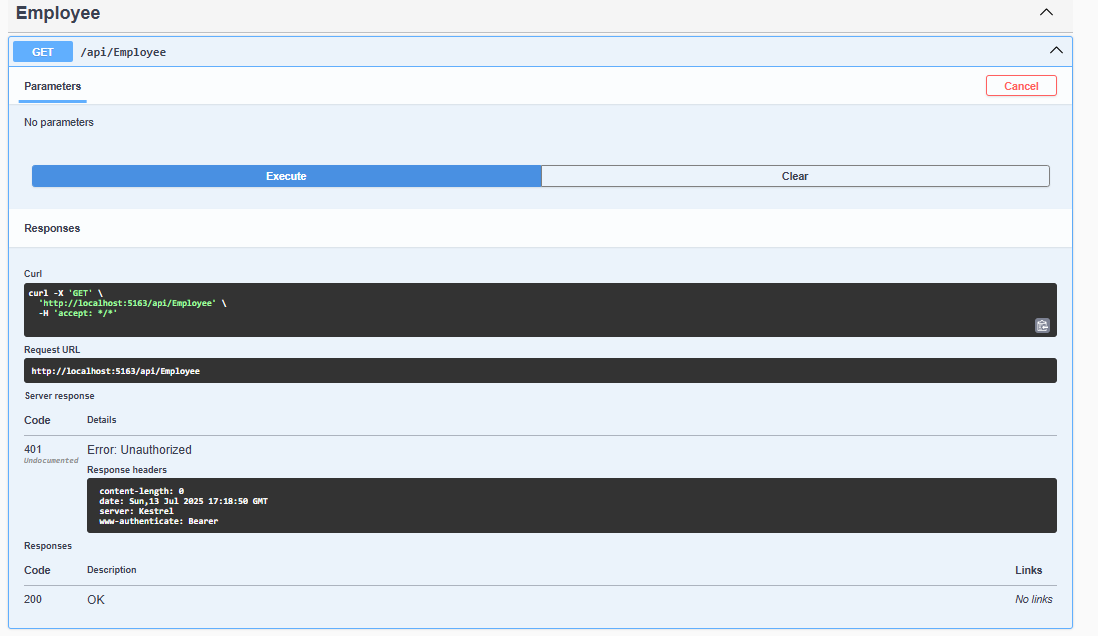 Employee
GET /api/Employee
Parameters
Cancel
No parameters
Execute
Clear
Responses
Curl
curl -X 'GET' \
'http://localhost:5163/api/Employee' \
-H 'accept: */*'
Request URL
http://localhost:5163/api/Employee
Server response
Code Details
401 Error: Unauthorized
Undocumented
Response headers
content-length: 0
date: Sun,13 Jul 2025 17:18:50 GMT
server: Kestrel
www-authenticate: Bearer
Responses
Code Description Links
200 OK No links